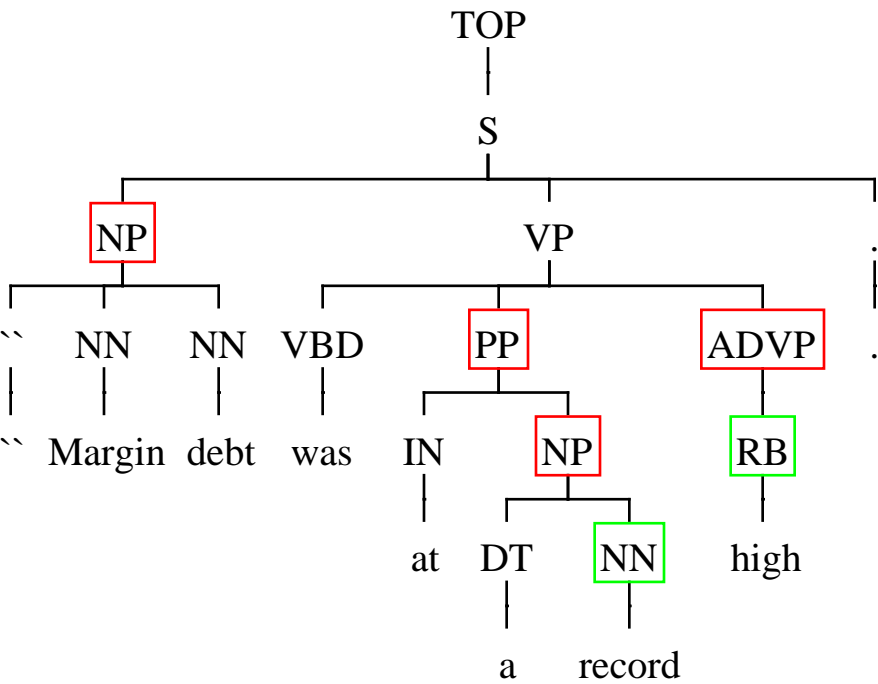 TOP
S
NP VP .
`` NN NN VBD PP ADVP .
`` Margin debt was IN NP RB
at DT NN high
a record